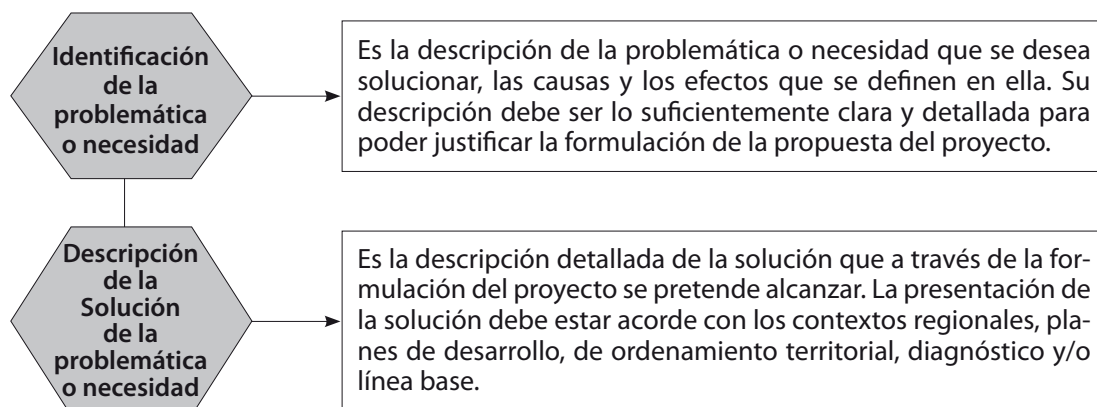 Identificación
de la
problemática
o necesidad
Es la descripción de la problemática o necesidad que se desea
solucionar, las causas y los efectos que se definen en ella. Su
descripción debe ser lo suficientemente clara y detallada para
poder justificar la formulación de la propuesta del proyecto.
Descripción
de la
Solución
de la
problemática
o necesidad
Es la descripción detallada de la solución que a través de la for-
mulación del proyecto se pretende alcanzar. La presentación de
la solución debe estar acorde con los contextos regionales, pla-
nes de desarrollo, de ordenamiento territorial, diagnóstico y/o
línea base.